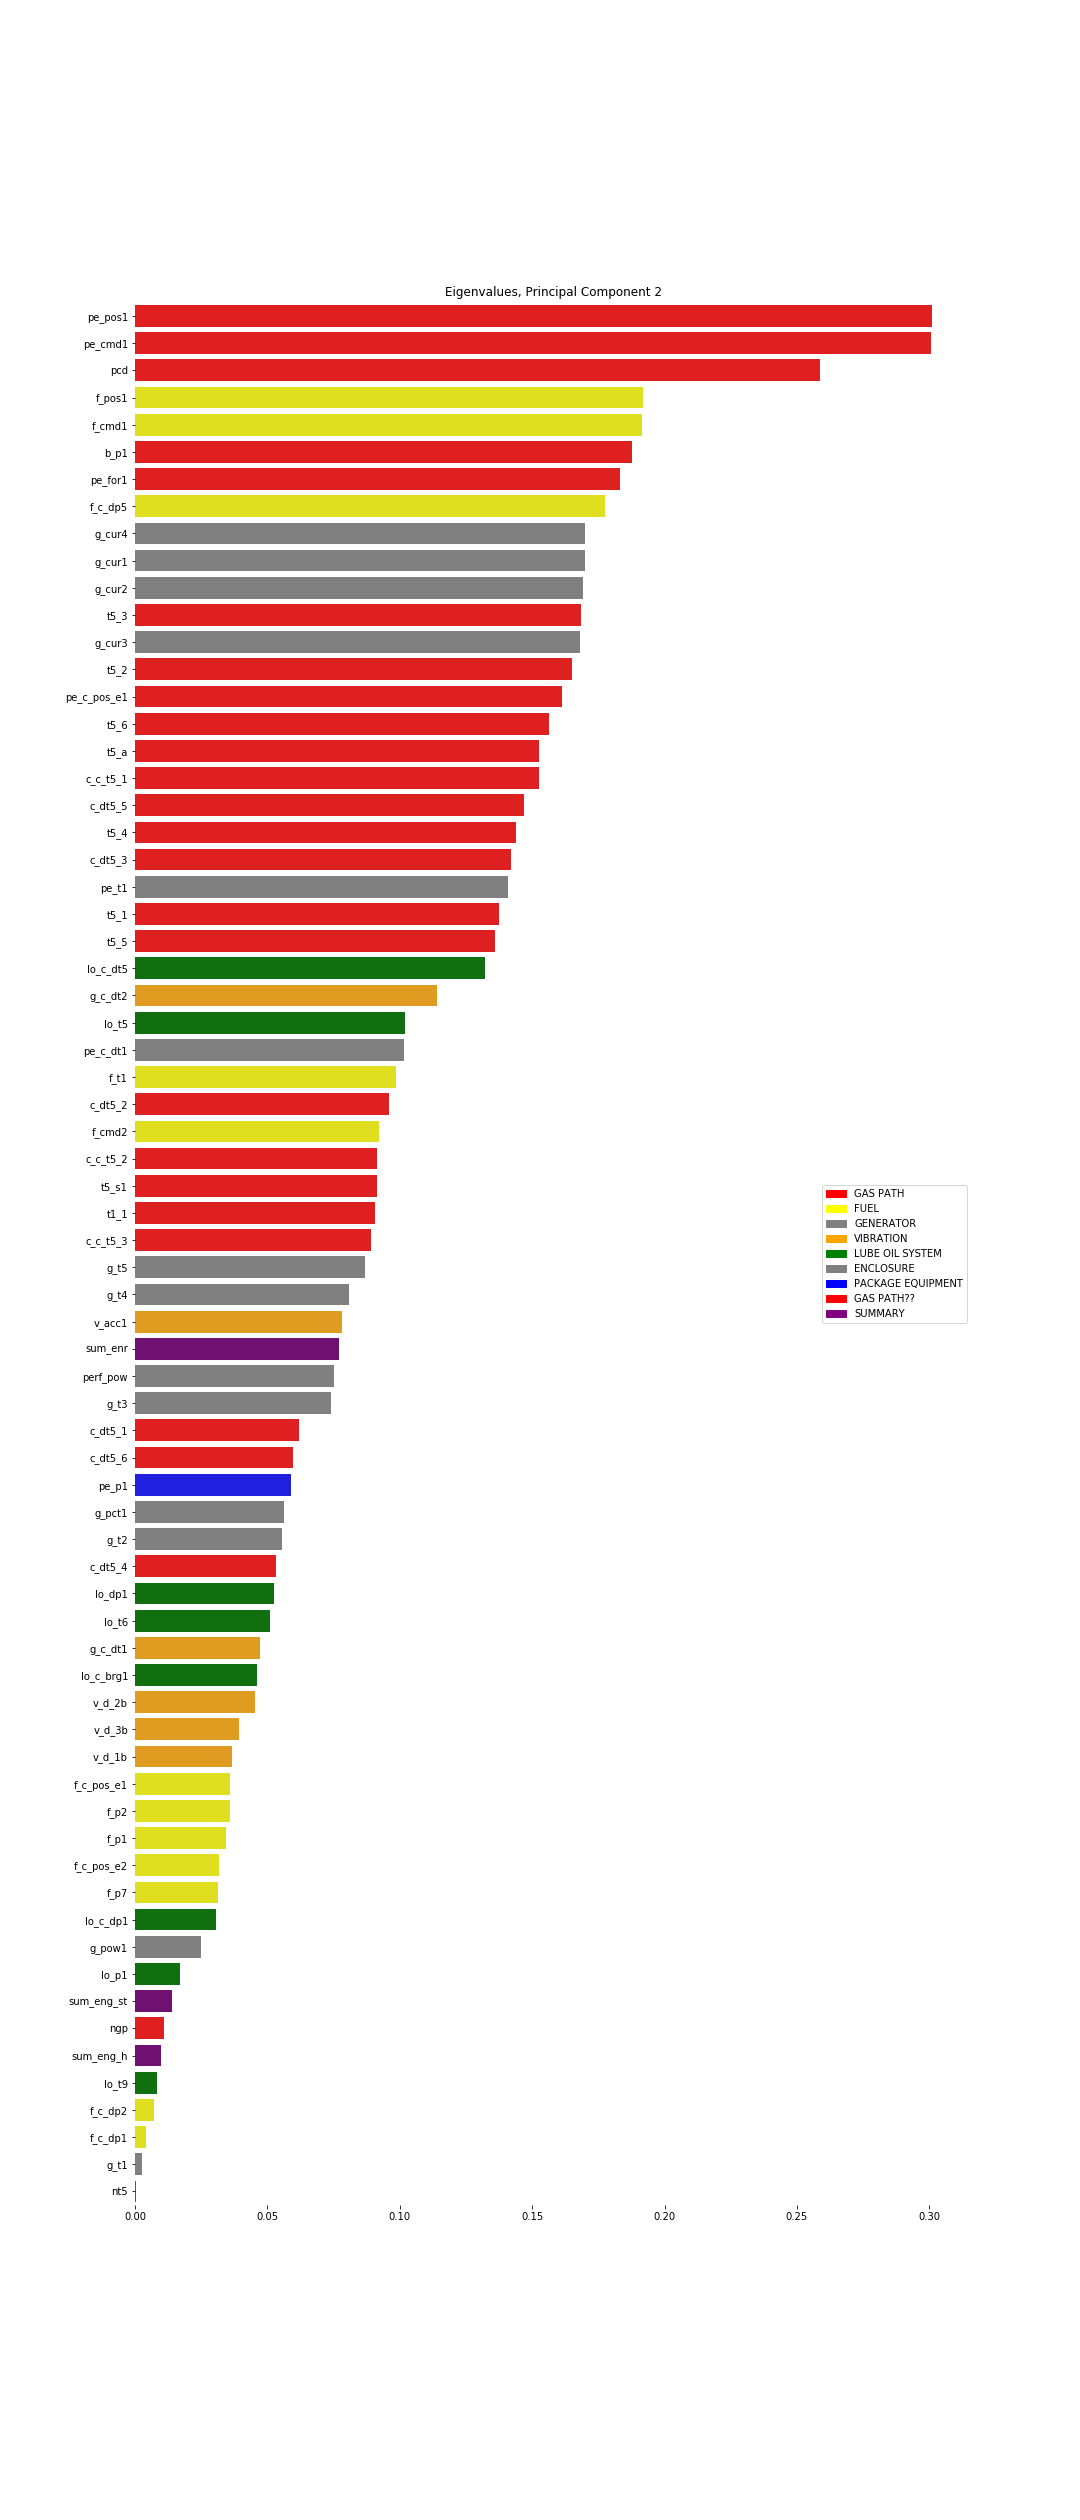 Eigenvalues, Principal Component 2
pe_pos1
pe_cmd1
pcd
f_pos1
f_cmd1
b_p1
pe_for1
f_c_dp5
g_cur4
g_cur1
g_cur2
t5_3
g_cur3
t5_2
pe_c_pos_e1
t5_6
t5_a
c_c_t5_1
c_dt5_5
t5_4
c_dt5_3
pe_t1
t5_1
t5_5
lo_c_dt5
g_c_dt2
lo_t5
pe_c_dt1
f_t1
c_dt5_2
f_cmd2
c_c_t5_2
t5_s1
t1_1
c_c_t5_3
g_t5
g_t4
v_acc1
sum_enr
perf_pow
g_t3
c_dt5_1
c_dt5_6
pe_p1
g_pct1
g_t2
c_dt5_4
lo_dp1
lo_t6
g_c_dt1
lo_c_brg1
v_d_2b
v_d_3b
v_d_1b
f_c_pos_e1
f_p2
f_p1
f_c_pos_e2
f_p7
lo_c_dp1
g_pow1
lo_p1
sum_eng_st
ngp
sum_eng_h
lo_t9
f_c_dp2
f_c_dp1
g_t1
nt5
0.00 0.05 0.10 0.15 0.20 0.25 0.30
GAS PATH
FUEL
GENERATOR
VIBRATION
LUBE OIL SYSTEM
ENCLOSURE
PACKAGE EQUIPMENT
GAS PATH??
SUMMARY